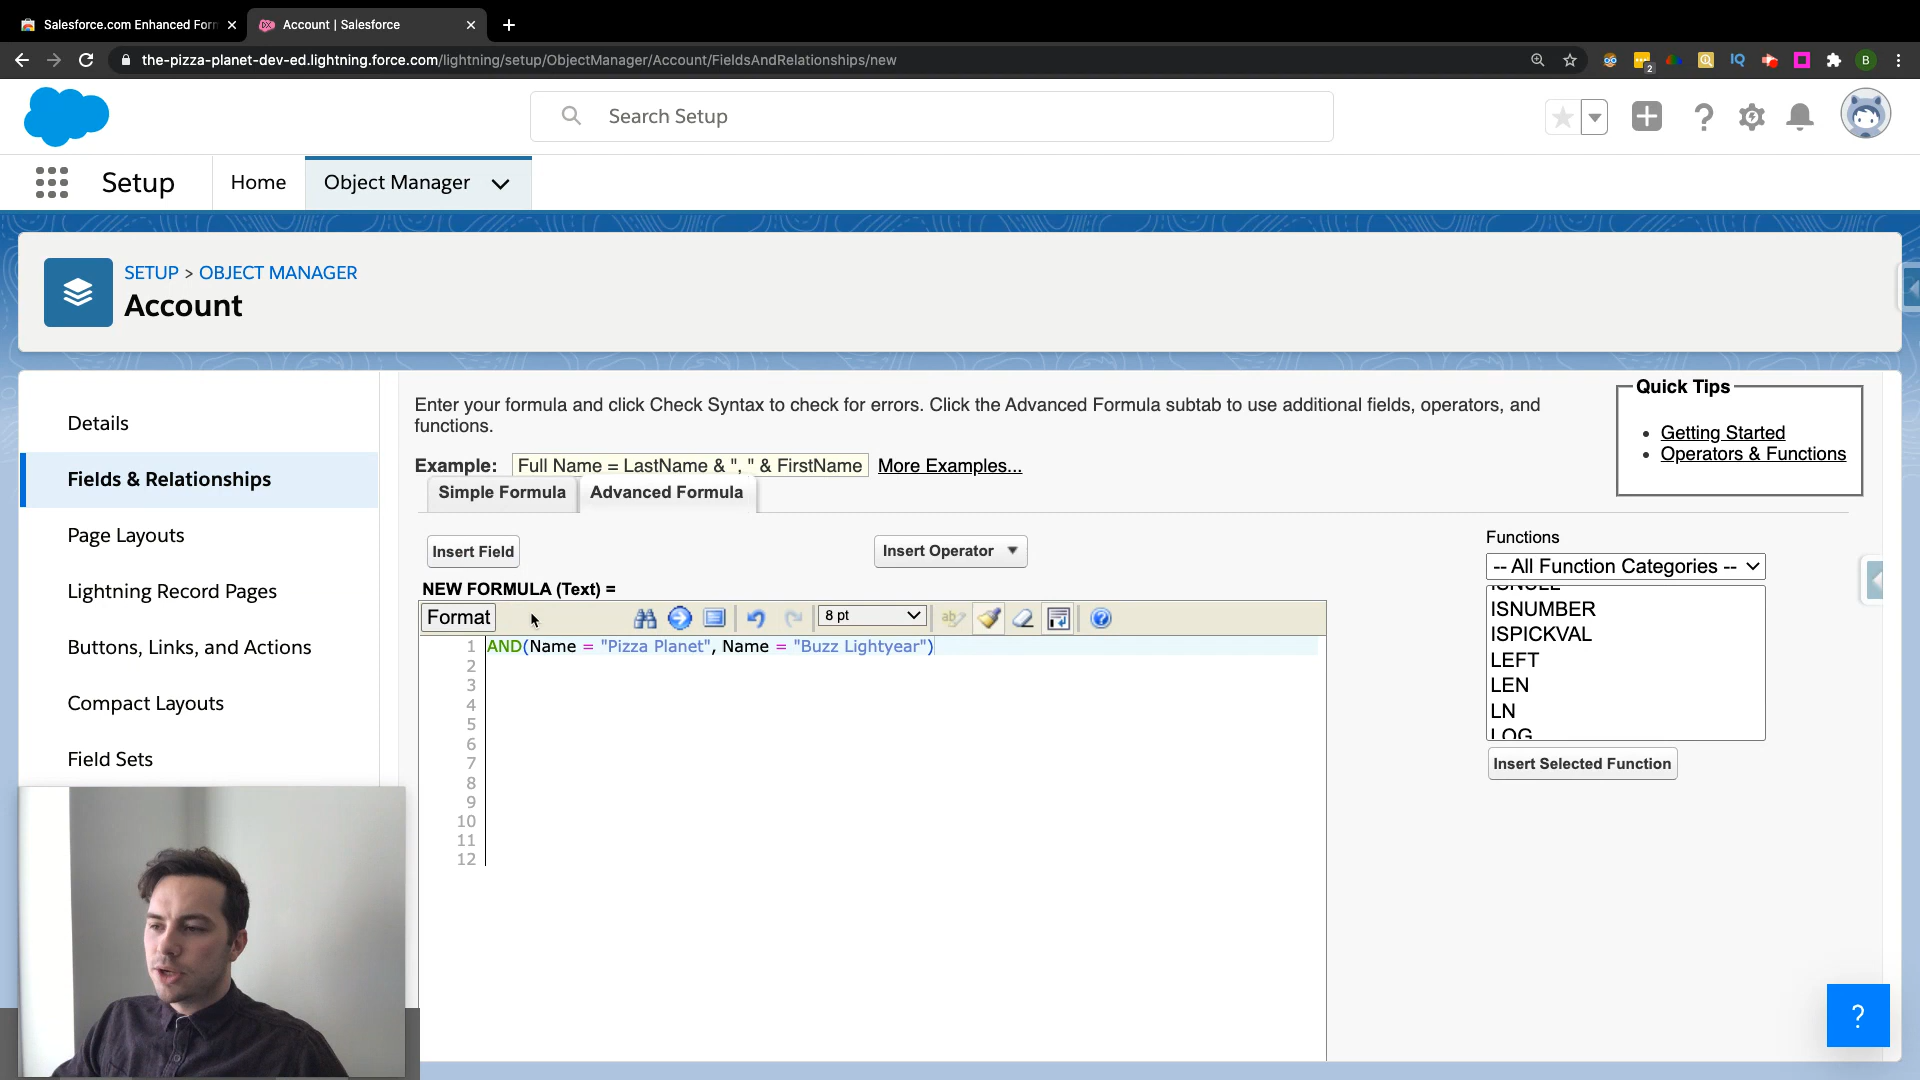 Salesforce.com Enhanced For
Account | Salesforce
the-pizza-planet-dev-ed.lightning.force.com/lightning/setup/ObjectManager/Account/FieldsAndRelationships/new
2
IQ
B
Search Setup
Setup
Home
Object Manager
SETUP > OBJECT MANAGER
Account
Details
Fields & Relationships
Page Layouts
Lightning Record Pages
Buttons, Links, and Actions
Compact Layouts
Field Sets
Enter your formula and click Check Syntax to check for errors. Click the Advanced Formula subtab to use additional fields, operators, and
functions.
Example: Full Name = LastName & ", " & FirstName More Examples...
Quick Tips
• Getting Started
• Operators & Functions
Simple Formula
Advanced Formula
Insert Field
Insert Operator
NEW FORMULA (Text) =
Format
8 pt
1 AND(Name = "Pizza Planet", Name = "Buzz Lightyear")
2
3
4
5
6
7
8
9
10
11
12
Functions
-- All Function Categories --
ISNULL
ISNUMBER
ISPICKVAL
LEFT
LEN
LN
LOG
Insert Selected Function
?